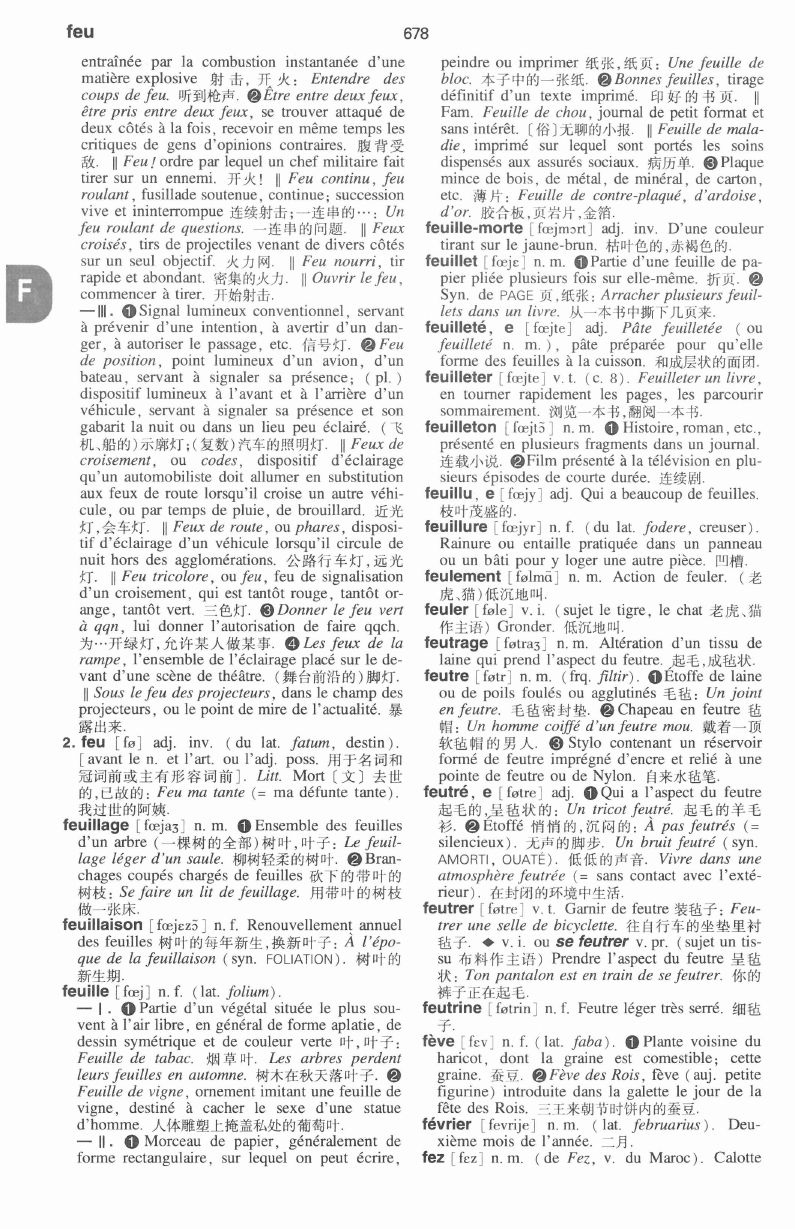 feu
678
entraînée par la combustion instantanée d'une
matière explosive 射击, 开火: Entendre des
coups de feu. 听到枪声. ❷Être entre deux feux,
être pris entre deux feux, se trouver attaqué de
deux côtés à la fois, recevoir en même temps les
critiques de gens d'opinions contraires. 腹背受
敌. ‖ Feu! ordre par lequel un chef militaire fait
tirer sur un ennemi. 开火! ‖ Feu continu, feu
roulant, fusillade soutenue, continue; succession
vive et ininterrompue 连续射击;一连串的…: Un
feu roulant de questions. 一连串的问题. ‖ Feux
croisés, tirs de projectiles venant de divers côtés
sur un seul objectif. 火力网. ‖ Feu nourri, tir
rapide et abondant. 密集的火力. ‖ Ouvrir le feu,
commencer à tirer. 开始射击.
—Ⅲ. ❶Signal lumineux conventionnel, servant
à prévenir d'une intention, à avertir d'un dan-
ger, à autoriser le passage, etc. 信号灯. ❷Feu
de position, point lumineux d'un avion, d'un
bateau, servant à signaler sa présence; (pl.)
dispositif lumineux à l'avant et à l'arrière d'un
véhicule, servant à signaler sa présence et son
gabarit la nuit ou dans un lieu peu éclairé. (飞
机、船的)示廓灯;(复数)汽车的照明灯. ‖ Feux de
croisement, ou codes, dispositif d'éclairage
qu'un automobiliste doit allumer en substitution
aux feux de route lorsqu'il croise un autre véhi-
cule, ou par temps de pluie, de brouillard. 近光
灯,会车灯. ‖ Feux de route, ou phares, disposi-
tif d'éclairage d'un véhicule lorsqu'il circule de
nuit hors des agglomérations. 公路行车灯,远光
灯. ‖ Feu tricolore, ou feu, feu de signalisation
d'un croisement, qui est tantôt rouge, tantôt or-
ange, tantôt vert. 三色灯. ❸Donner le feu vert
à qqn, lui donner l'autorisation de faire qqch.
为…开绿灯,允许某人做某事. ❹Les feux de la
rampe, l'ensemble de l'éclairage placé sur le de-
vant d'une scène de théâtre. (舞台前沿的)脚灯.
‖ Sous le feu des projecteurs, dans le champ des
projecteurs, ou le point de mire de l'actualité. 暴
露出来.
2. feu [fø] adj. inv. (du lat. fatum, destin).
[avant le n. et l'art. ou l'adj. poss. 用于名词和
冠词前或主有形容词前]. Litt. Mort [文] 去世
的,已故的: Feu ma tante (= ma défunte tante).
我过世的阿姨.
feuillage [fœjaʒ] n. m. ❶Ensemble des feuilles
d'un arbre (一棵树的全部)树叶,叶子: Le feuil-
lage léger d'un saule. 柳树轻柔的树叶. ❷Bran-
chages coupés chargés de feuilles 砍下的带叶的
树枝: Se faire un lit de feuillage. 用带叶的树枝
做一张床.
feuillaison [fœjɛzɔ̃] n. f. Renouvellement annuel
des feuilles 树叶的每年新生,换新叶子: À l'épo-
que de la feuillaison (syn. FOLIATION). 树叶的
新生期.
feuille [fœj] n. f. (lat. folium).
— Ⅰ. ❶Partie d'un végétal située le plus sou-
vent à l'air libre, en général de forme aplatie, de
dessin symétrique et de couleur verte 叶,叶子:
Feuille de tabac. 烟草叶. Les arbres perdent
leurs feuilles en automne. 树木在秋天落叶子. ❷
Feuille de vigne, ornement imitant une feuille de
vigne, destiné à cacher le sexe d'une statue
d'homme. 人体雕塑上掩盖私处的葡萄叶.
— Ⅱ. ❶ Morceau de papier, généralement de
forme rectangulaire, sur lequel on peut écrire,
F
peindre ou imprimer 纸张,纸页: Une feuille de
bloc. 本子中的一张纸. ❷Bonnes feuilles, tirage
définitif d'un texte imprimé. 印好的书页. ‖
Fam. Feuille de chou, journal de petit format et
sans intérêt. [俗]无聊的小报. ‖ Feuille de mala-
die, imprimé sur lequel sont portés les soins
dispensés aux assurés sociaux. 病历单. ❸Plaque
mince de bois, de métal, de minéral, de carton,
etc. 薄片: Feuille de contre-plaqué, d'ardoise,
d'or. 胶合板,页岩片,金箔.
feuille-morte [fœjmɔrt] adj. inv. D'une couleur
tirant sur le jaune-brun. 枯叶色的,赤褐色的.
feuillet [fœjɛ] n. m. ❶Partie d'une feuille de pa-
pier pliée plusieurs fois sur elle-même. 折页. ❷
Syn. de PAGE 页,纸张: Arracher plusieurs feuil-
lets dans un livre. 从一本书中撕下几页来.
feuilleté, e [fœjte] adj. Pâte feuilletée (ou
feuilleté n. m.), pâte préparée pour qu'elle
forme des feuilles à la cuisson. 和成层状的面团.
feuilleter [fœjte] v. t. (c. 8). Feuilleter un livre,
en tourner rapidement les pages, les parcourir
sommairement. 浏览一本书,翻阅一本书.
feuilleton [fœjtɔ̃] n. m. ❶ Histoire, roman, etc.,
présenté en plusieurs fragments dans un journal.
连载小说. ❷Film présenté à la télévision en plu-
sieurs épisodes de courte durée. 连续剧.
feuillu, e [fœjy] adj. Qui a beaucoup de feuilles.
枝叶茂盛的.
feuillure [fœjyr] n. f. (du lat. fodere, creuser).
Rainure ou entaille pratiquée dans un panneau
ou un bâti pour y loger une autre pièce. 凹槽.
feulement [følmɑ̃] n. m. Action de feuler. (老
虎、猫)低沉地叫.
feuler [føle] v. i. (sujet le tigre, le chat 老虎、猫
作主语) Gronder. 低沉地叫.
feutrage [føtraʒ] n. m. Altération d'un tissu de
laine qui prend l'aspect du feutre. 起毛,成毡状.
feutre [føtr] n. m. (frq. filtir). ❶Étoffe de laine
ou de poils foulés ou agglutinés 毛毡: Un joint
en feutre. 毛毡密封垫. ❷Chapeau en feutre 毡
帽: Un homme coiffé d'un feutre mou. 戴着一顶
软毡帽的男人. ❸ Stylo contenant un réservoir
formé de feutre imprégné d'encre et relié à une
pointe de feutre ou de Nylon. 自来水毡笔.
feutré, e [føtre] adj. ❶Qui a l'aspect du feutre
起毛的,呈毡状的: Un tricot feutré. 起毛的羊毛
衫. ❷Étoffé 悄悄的,沉闷的: À pas feutrés (=
silencieux). 无声的脚步. Un bruit feutré (syn.
AMORTI, OUATÉ). 低低的声音. Vivre dans une
atmosphère feutrée (= sans contact avec l'exté-
rieur). 在封闭的环境中生活.
feutrer [føtre] v. t. Garnir de feutre 装毡子: Feu-
trer une selle de bicyclette. 往自行车的坐垫里衬
毡子. ◆ v. i. ou se feutrer v. pr. (sujet un tis-
su 布料作主语) Prendre l'aspect du feutre 呈毡
状: Ton pantalon est en train de se feutrer. 你的
裤子正在起毛.
feutrine [føtrin] n. f. Feutre léger très serré. 细毡
子.
fève [fɛv] n. f. (lat. faba). ❶Plante voisine du
haricot, dont la graine est comestible; cette
graine. 蚕豆. ❷Fève des Rois, fève (auj. petite
figurine) introduite dans la galette le jour de la
fête des Rois. 三王来朝节时饼内的蚕豆.
février [fevrije] n. m. (lat. februarius). Deu-
xième mois de l'année. 二月.
fez [fɛz] n. m. (de Fez, v. du Maroc). Calotte